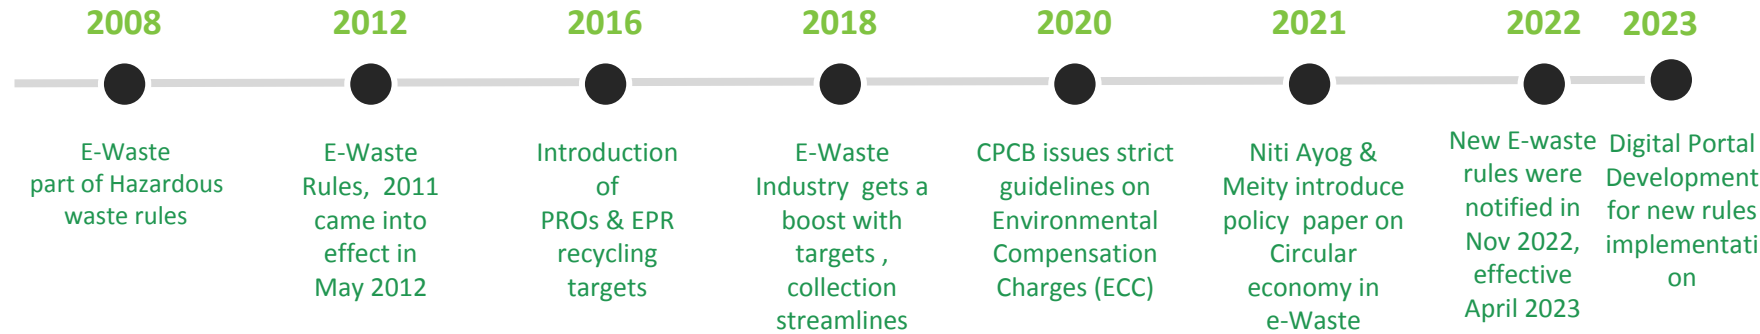 2008
E-Waste
part of Hazardous
waste rules
2012
E-Waste
Rules, 2011
came into
effect in
May 2012
2016
Introduction
of
PROs & EPR
recycling
targets
2018
E-Waste
Industry gets a
boost with
targets ,
collection
streamlines
2020
CPCB issues strict
guidelines on
Environmental
Compensation
Charges (ECC)
2021
Niti Ayog &
Meity introduce
policy paper on
Circular
economy in
e-Waste
2022
New E-waste
rules were
notified in
Nov 2022,
effective
April 2023
2023
Digital Portal
Development
for new rules
implementati
on